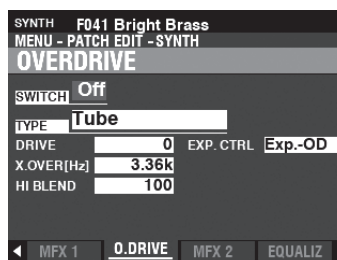 SYNTH F041 Bright Brass
MENU - PATCH EDIT - SYNTH
OVERDRIVE
SWITCH Off
TYPE Tube
DRIVE 0 EXP. CTRL Exp.-OD
X.OVER[Hz] 3.36k
HI BLEND 100
◀ MFX 1 O.DRIVE MFX 2 EQUALIZ